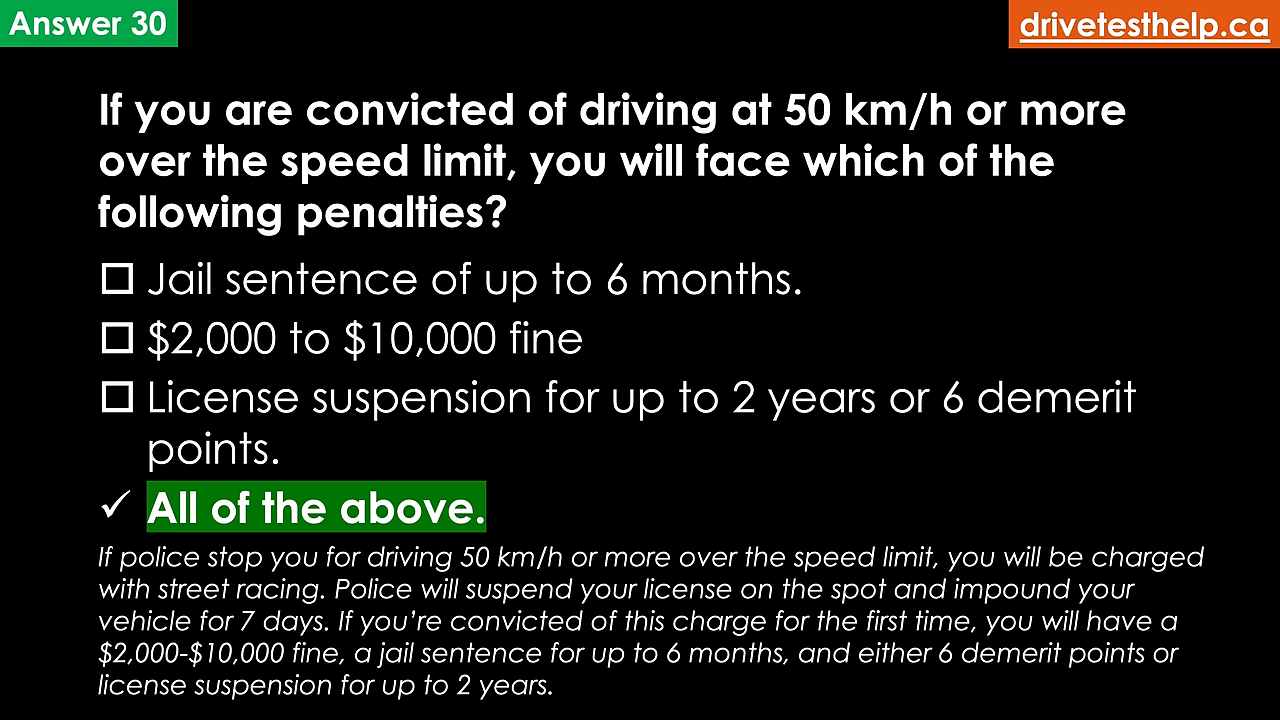 Answer 30
drivetesthelp.ca
If you are convicted of driving at 50 km/h or more
over the speed limit, you will face which of the
following penalties?
Jail sentence of up to 6 months.
$2,000 to $10,000 fine
License suspension for up to 2 years or 6 demerit
points.
All of the above.
If police stop you for driving 50 km/h or more over the speed limit, you will be charged
with street racing. Police will suspend your license on the spot and impound your
vehicle for 7 days. If you’re convicted of this charge for the first time, you will have a
$2,000-$10,000 fine, a jail sentence for up to 6 months, and either 6 demerit points or
license suspension for up to 2 years.